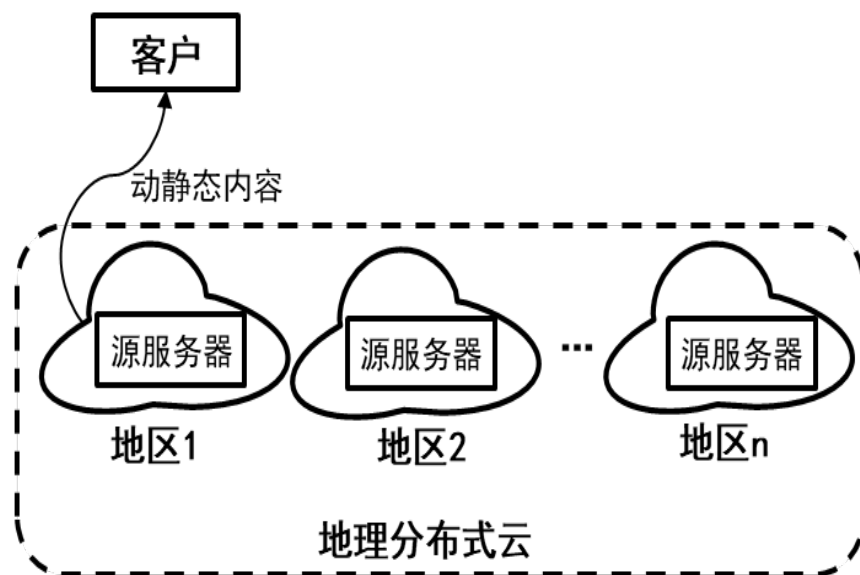 客户
动静态内容
源服务器 源服务器 ... 源服务器
地区1 地区2 地区n
地理分布式云